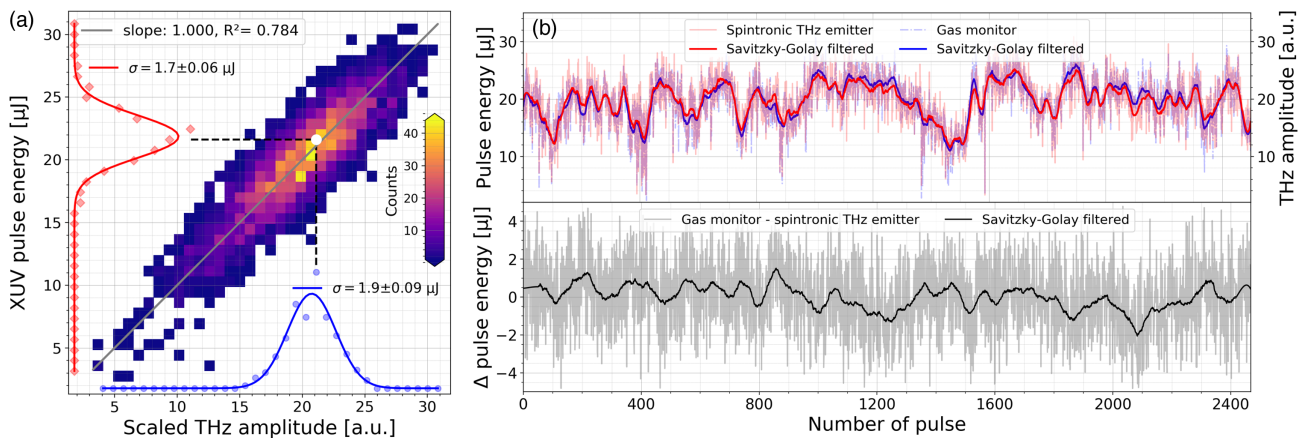 (a)
slope: 1.000, R²= 0.784
σ=1.7±0.06 μJ
30
25
20
15
10
5
XUV pulse energy [μJ]
40
30
20
10
0
Counts
σ=1.9±0.09 μJ
5
10
15
20
25
30
Scaled THz amplitude [a.u.]
(b)
Spintronic THz emitter
Gas monitor
Savitzky-Golay filtered
Savitzky-Golay filtered
Pulse energy [μJ]
30
20
10
THz amplitude [a.u.]
30
20
10
Gas monitor - spintronic THz emitter
Savitzky-Golay filtered
Δ pulse energy [μJ]
4
2
0
−2
−4
0
400
800
1200
1600
2000
2400
Number of pulse